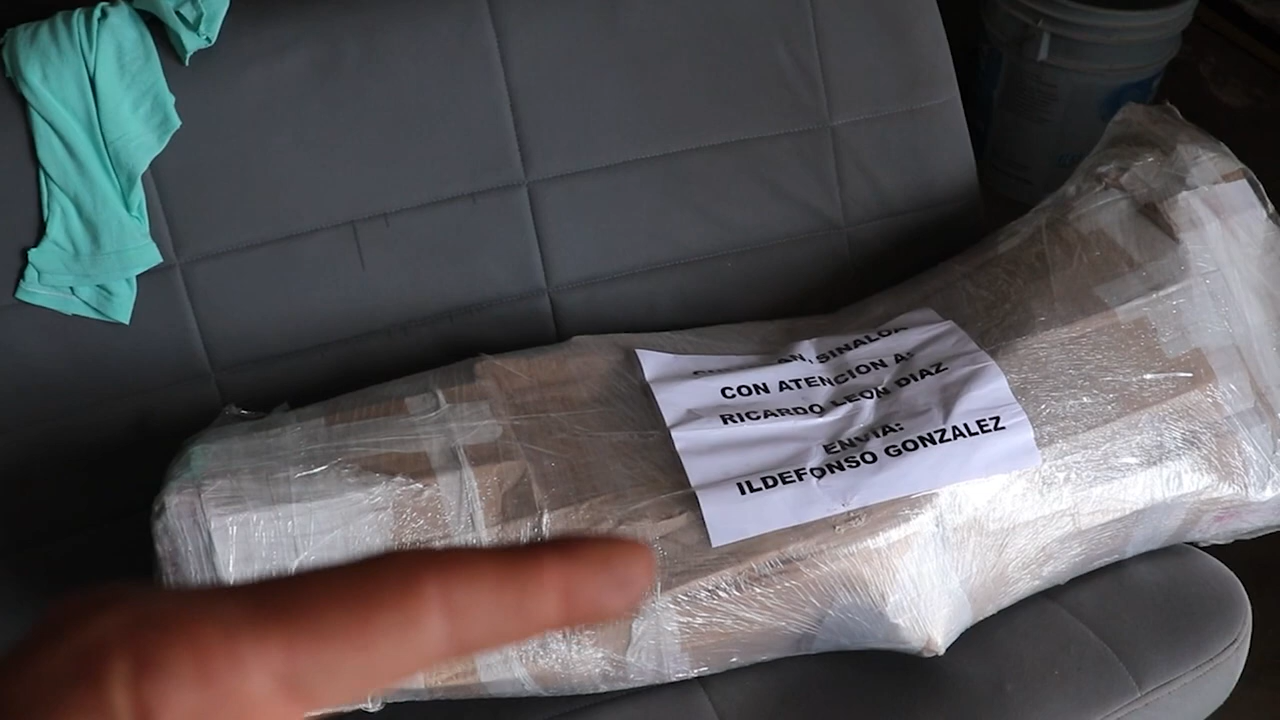 SINALOA
CON ATENCION A:
RICARDO LEON DIAZ
ENVIA:
ILDEFONSO GONZALEZ